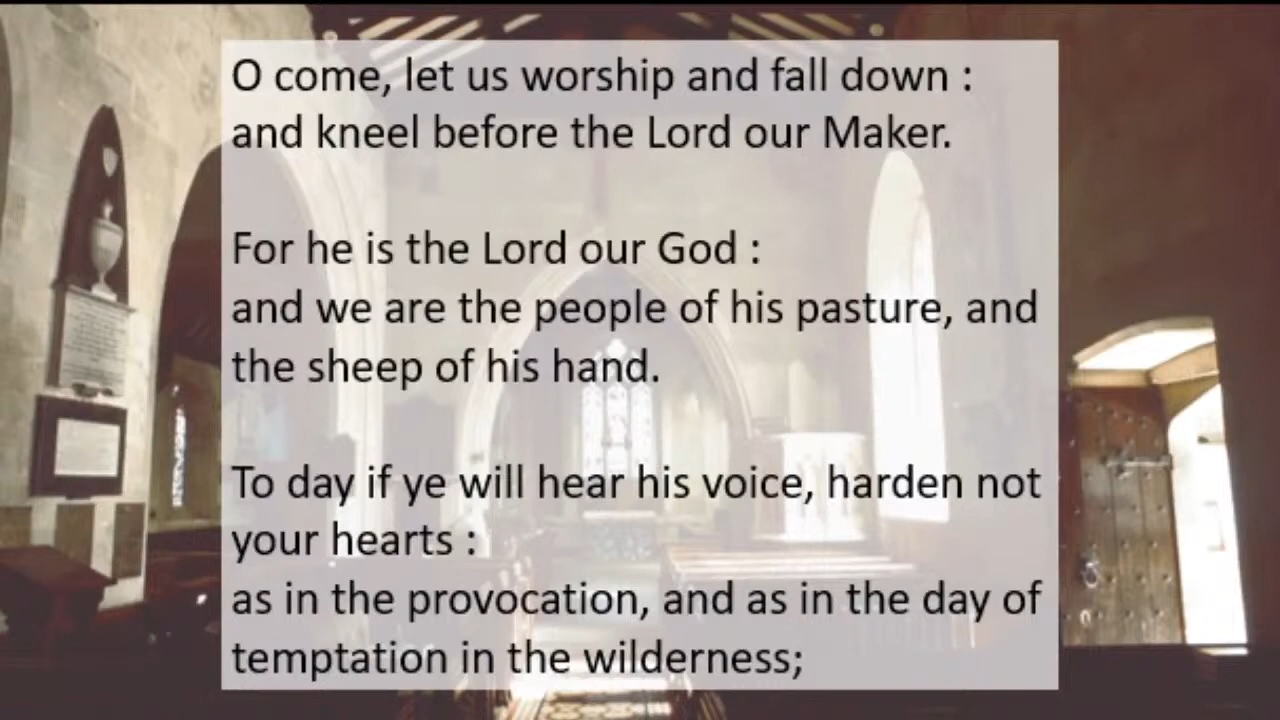 O come, let us worship and fall down :
and kneel before the Lord our Maker.
For he is the Lord our God :
and we are the people of his pasture, and
the sheep of his hand.
To day if ye will hear his voice, harden not
your hearts :
as in the provocation, and as in the day of
temptation in the wilderness;